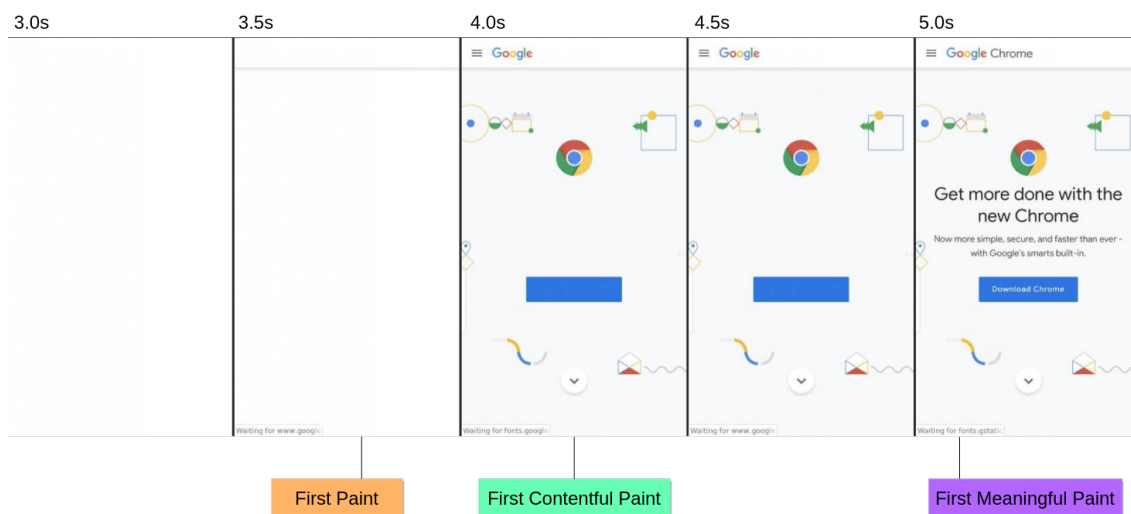 3.0s
3.5s
4.0s
4.5s
5.0s
Google
Google
Google Chrome
Get more done with the
new Chrome
Now more simple, secure, and faster than ever -
with Google's smarts built-in.
Download Chrome
Waiting for www.google
Waiting for fonts.google
Waiting for www.google
Waiting for fonts.gstatic
First Paint
First Contentful Paint
First Meaningful Paint